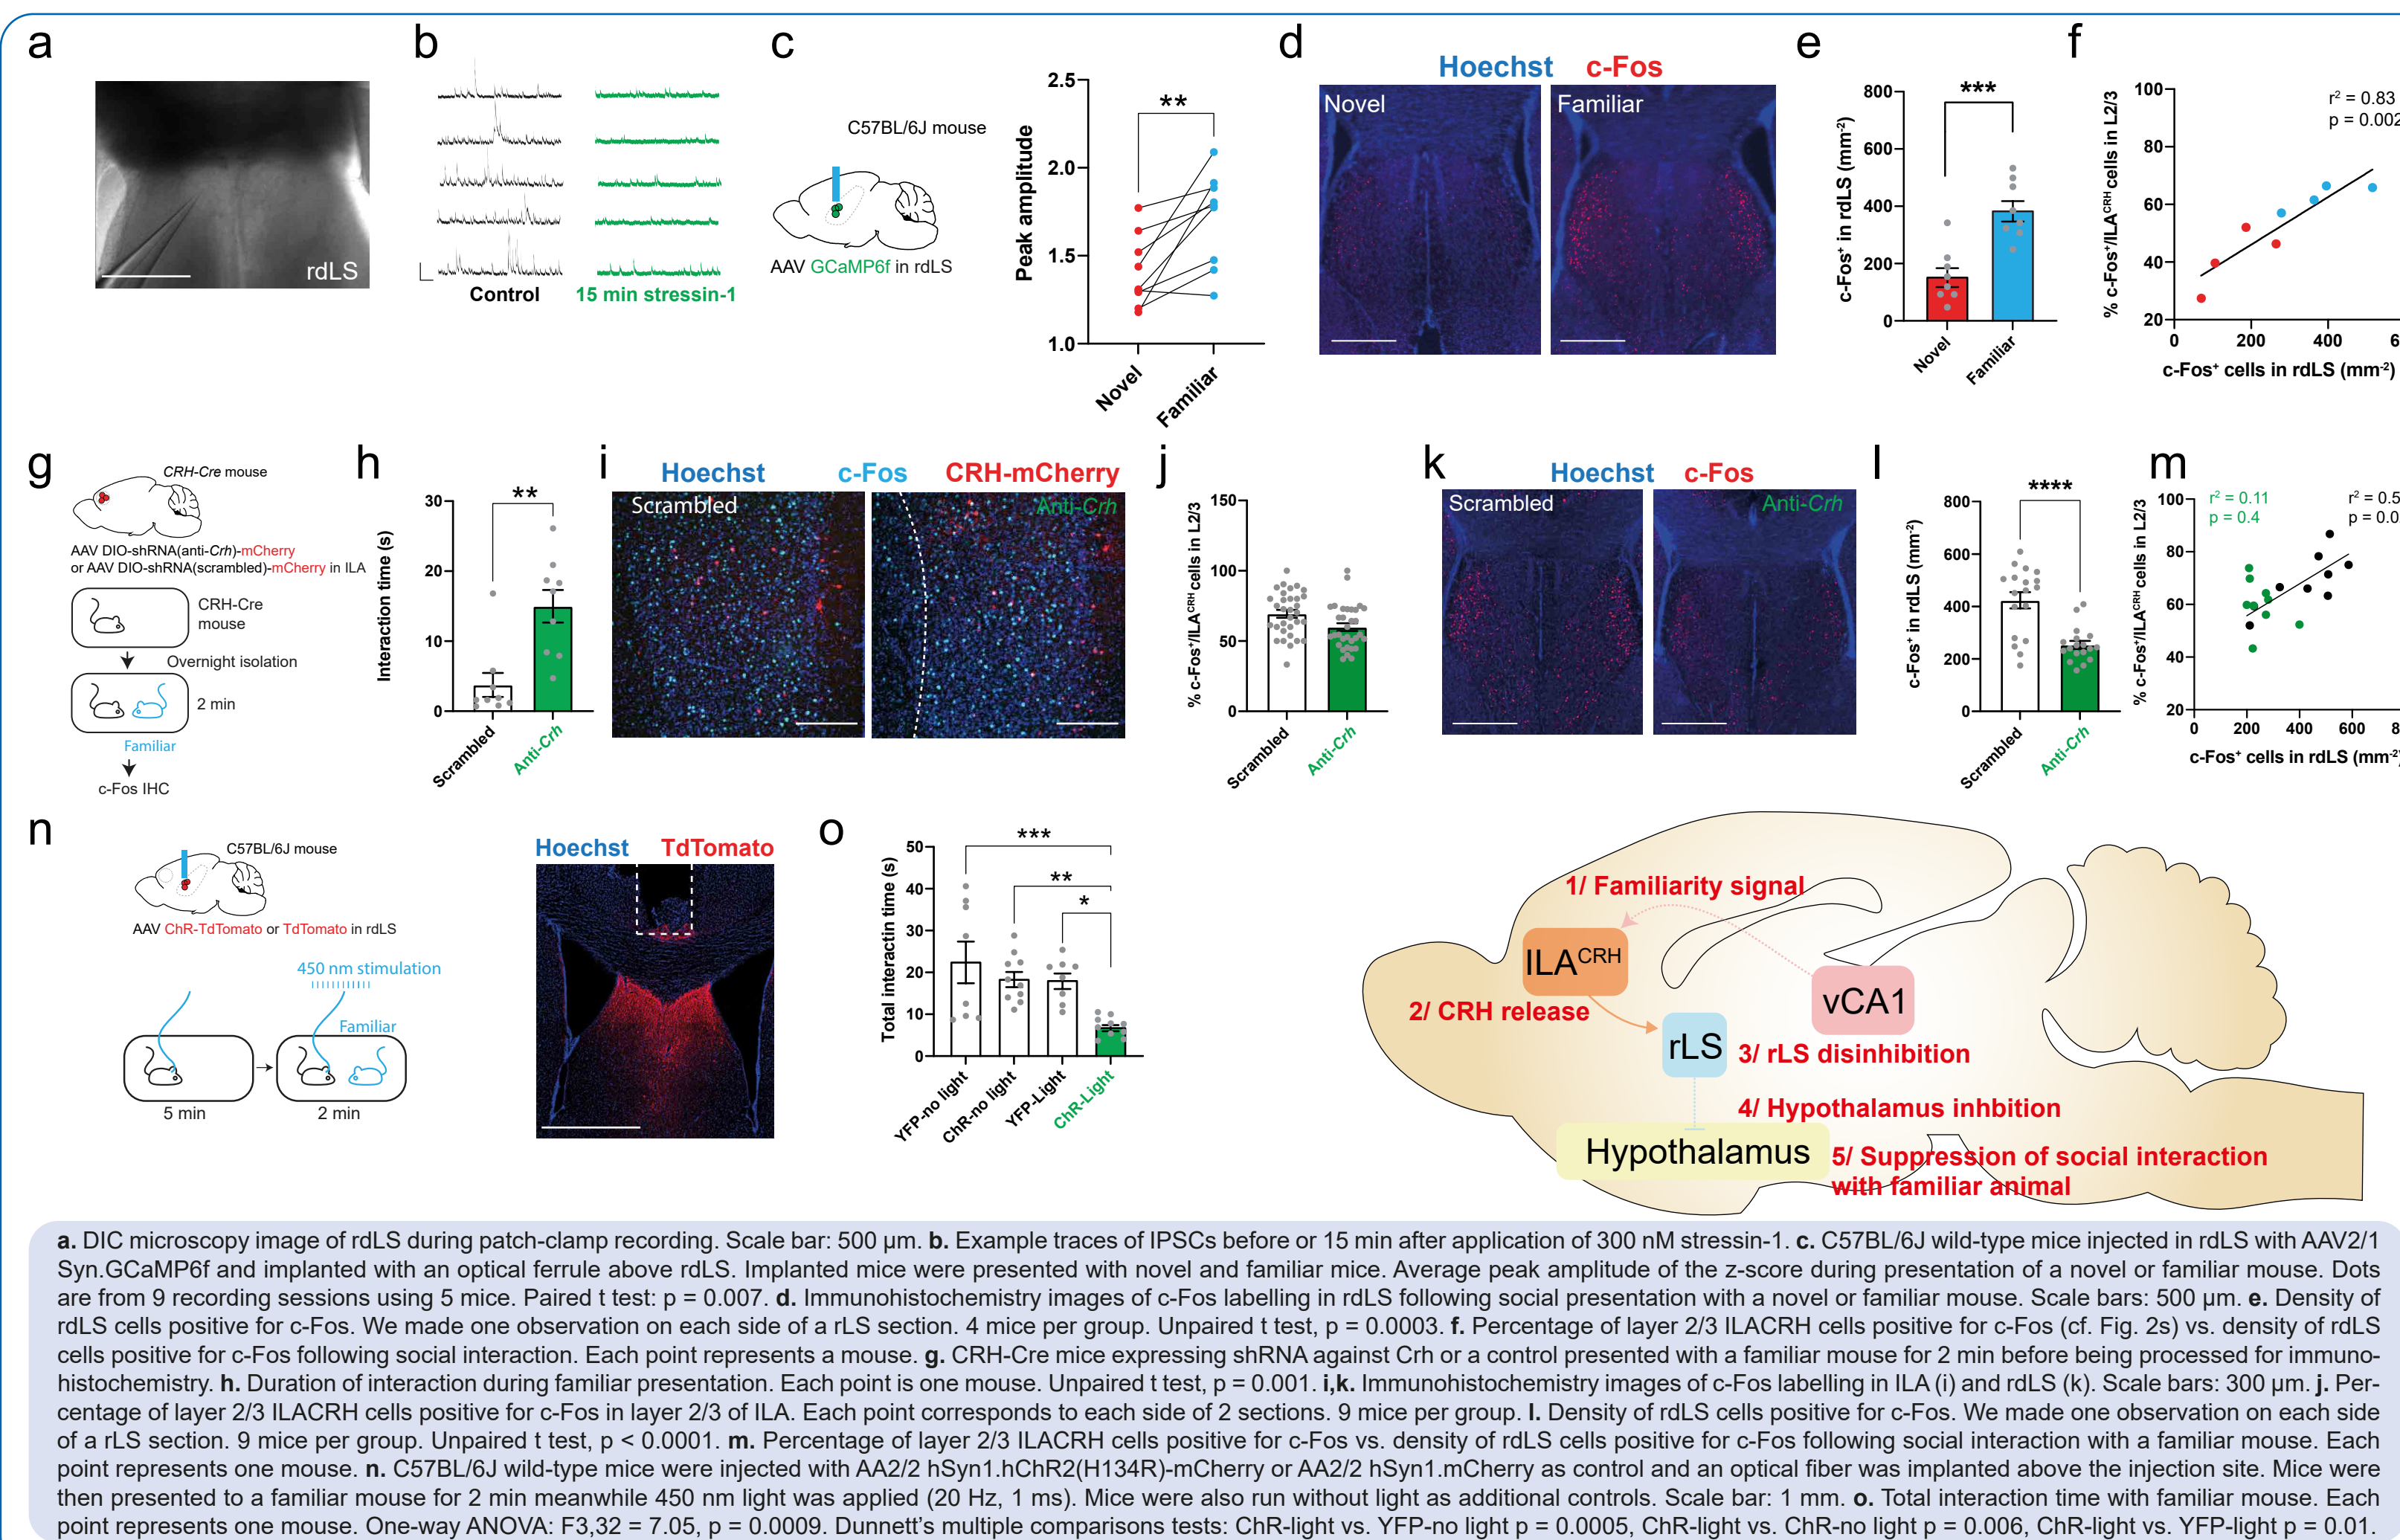 a
b
c
d
e
f
rdLS
Control
15 min stressin-1
C57BL/6J mouse
AAV GCaMP6f in rdLS
Peak amplitude
2.5
2.0
1.5
1.0
**
Novel
Familiar
Hoechst c-Fos
Novel
Familiar
c-Fos⁺ in rdLS (mm⁻²)
800
600
400
200
0
***
Novel
Familiar
% c-Fos⁺/ILAᶜᴿᴴ cells in L2/3
100
80
60
40
20
r² = 0.83
p = 0.002
0
200
400
c-Fos⁺ cells in rdLS (mm⁻²)
g
h
i
j
k
l
m
CRH-Cre mouse
AAV DIO-shRNA(anti-Crh)-mCherry
or AAV DIO-shRNA(scrambled)-mCherry in ILA
CRH-Cre
mouse
Overnight isolation
2 min
Familiar
c-Fos IHC
Interaction time (s)
30
20
10
0
**
Scrambled
Anti-Crh
Hoechst c-Fos CRH-mCherry
Scrambled
Anti-Crh
% c-Fos⁺/ILAᶜᴿᴴ cells in L2/3
150
100
50
0
Scrambled
Anti-Crh
Hoechst c-Fos
Scrambled
Anti-Crh
c-Fos⁺ in rdLS (mm⁻²)
800
600
400
200
0
****
Scrambled
Anti-Crh
% c-Fos⁺/ILAᶜᴿᴴ cells in L2/3
100
80
60
40
20
r² = 0.11
p = 0.4
r² = 0.5
p = 0.0
0
200
400
600
c-Fos⁺ cells in rdLS (mm⁻²)
n
o
C57BL/6J mouse
AAV ChR-TdTomato or TdTomato in rdLS
450 nm stimulation
Familiar
5 min
2 min
Hoechst TdTomato
Total interactin time (s)
50
40
30
20
10
0
***
**
*
YFP-no light
ChR-no light
YFP-Light
ChR-Light
1/ Familiarity signal
ILAᶜᴿᴴ
vCA1
2/ CRH release
rLS
3/ rLS disinhibition
4/ Hypothalamus inhbition
Hypothalamus
5/ Suppression of social interaction
with familiar animal
a. DIC microscopy image of rdLS during patch-clamp recording. Scale bar: 500 µm. b. Example traces of IPSCs before or 15 min after application of 300 nM stressin-1. c. C57BL/6J wild-type mice injected in rdLS with AAV2/1
Syn.GCaMP6f and implanted with an optical ferrule above rdLS. Implanted mice were presented with novel and familiar mice. Average peak amplitude of the z-score during presentation of a novel or familiar mouse. Dots
are from 9 recording sessions using 5 mice. Paired t test: p = 0.007. d. Immunohistochemistry images of c-Fos labelling in rdLS following social presentation with a novel or familiar mouse. Scale bars: 500 µm. e. Density of
rdLS cells positive for c-Fos. We made one observation on each side of a rLS section. 4 mice per group. Unpaired t test, p = 0.0003. f. Percentage of layer 2/3 ILACRH cells positive for c-Fos (cf. Fig. 2s) vs. density of rdLS
cells positive for c-Fos following social interaction. Each point represents a mouse. g. CRH-Cre mice expressing shRNA against Crh or a control presented with a familiar mouse for 2 min before being processed for immuno-
histochemistry. h. Duration of interaction during familiar presentation. Each point is one mouse. Unpaired t test, p = 0.001. i,k. Immunohistochemistry images of c-Fos labelling in ILA (i) and rdLS (k). Scale bars: 300 µm. j. Per-
centage of layer 2/3 ILACRH cells positive for c-Fos in layer 2/3 of ILA. Each point corresponds to each side of 2 sections. 9 mice per group. l. Density of rdLS cells positive for c-Fos. We made one observation on each side
of a rLS section. 9 mice per group. Unpaired t test, p < 0.0001. m. Percentage of layer 2/3 ILACRH cells positive for c-Fos vs. density of rdLS cells positive for c-Fos following social interaction with a familiar mouse. Each
point represents one mouse. n. C57BL/6J wild-type mice were injected with AA2/2 hSyn1.hChR2(H134R)-mCherry or AA2/2 hSyn1.mCherry as control and an optical fiber was implanted above the injection site. Mice were
then presented to a familiar mouse for 2 min meanwhile 450 nm light was applied (20 Hz, 1 ms). Mice were also run without light as additional controls. Scale bar: 1 mm. o. Total interaction time with familiar mouse. Each
point represents one mouse. One-way ANOVA: F3,32 = 7.05, p = 0.0009. Dunnett's multiple comparisons tests: ChR-light vs. YFP-no light p = 0.0005, ChR-light vs. ChR-no light p = 0.006, ChR-light vs. YFP-light p = 0.01.